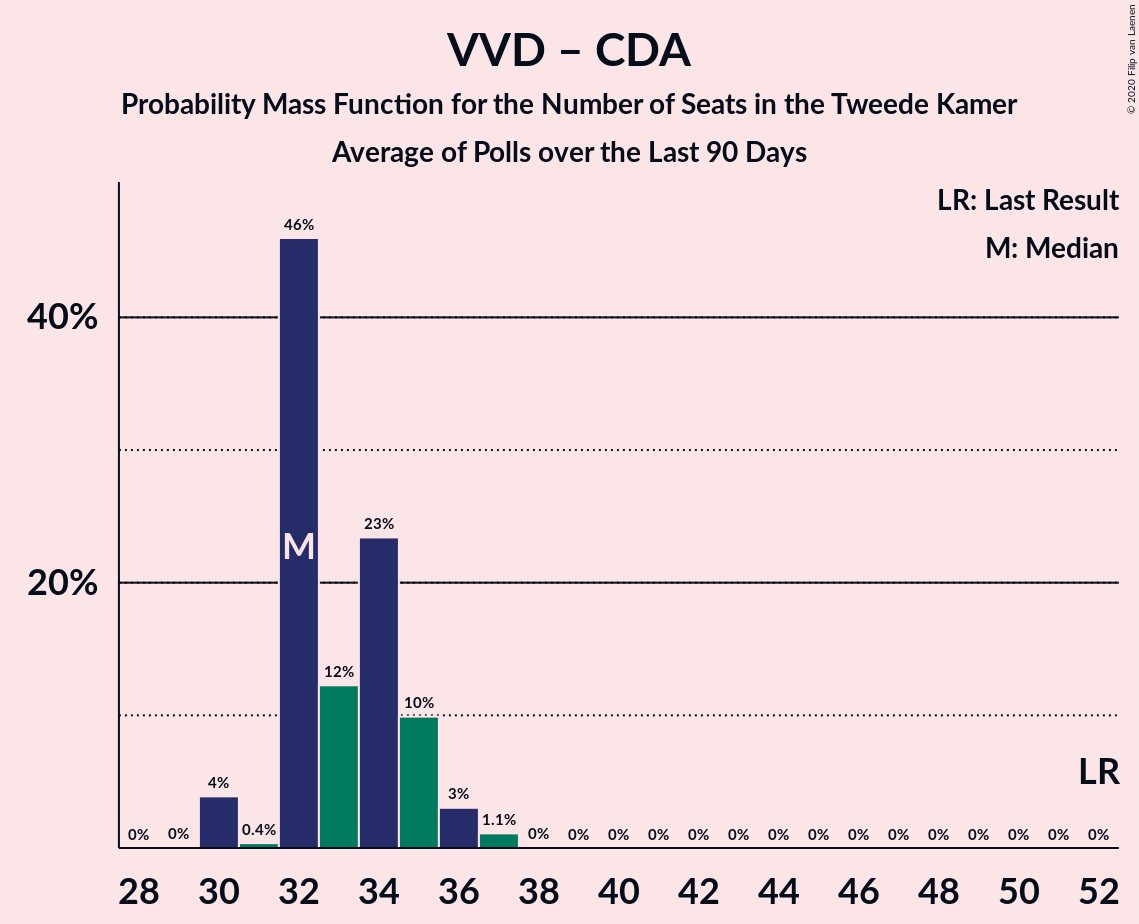 VVD – CDA
Probability Mass Function for the Number of Seats in the Tweede Kamer
Average of Polls over the Last 90 Days
© 2020 Filip van Laenen
LR: Last Result
M: Median
46%
40%
23%
M
20%
12%
10%
LR
4%
3%
1.1%
0.4%
0% 0% 0% 0% 0% 0% 0% 0% 0% 0% 0% 0% 0% 0% 0% 0% 0%
28 30 32 34 36 38 40 42 44 46 48 50 52